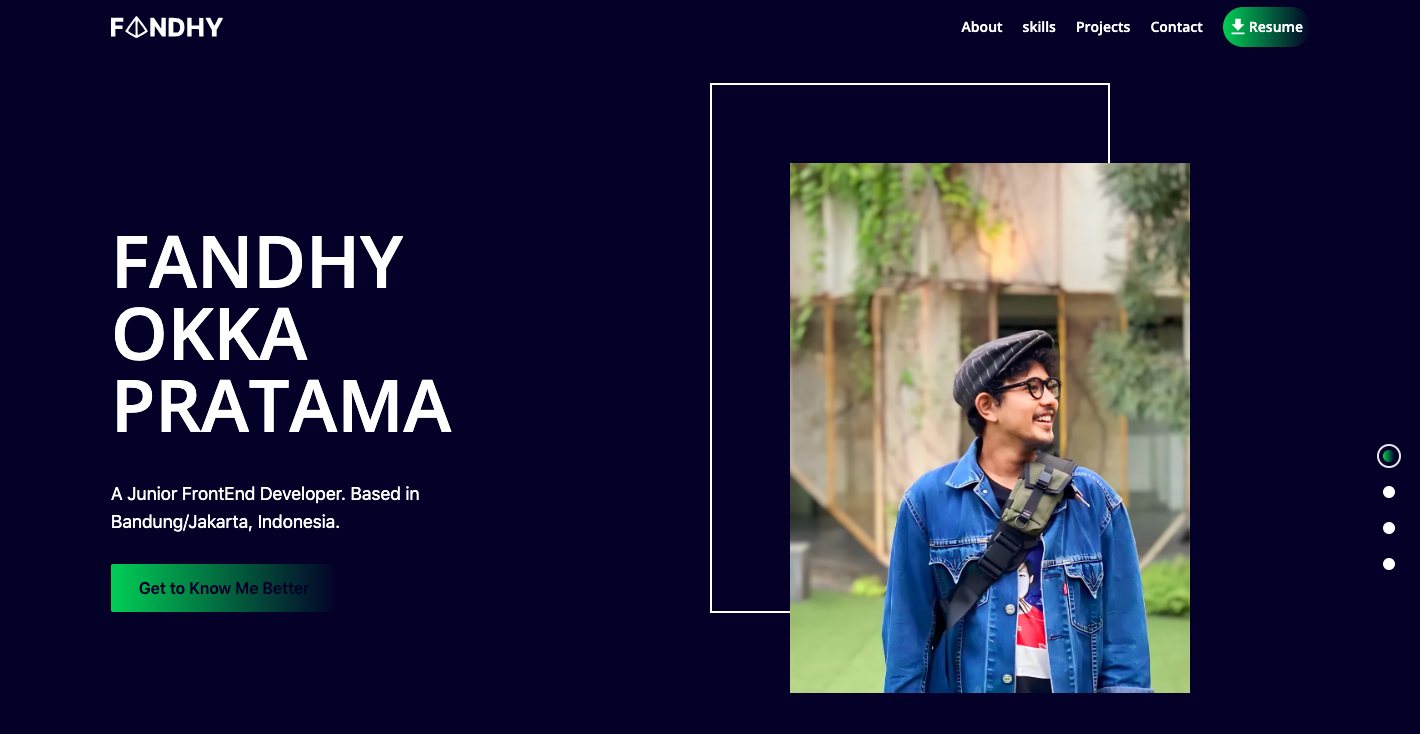 FANDHY
About
skills
Projects
Contact
Resume
FANDHY
OKKA
PRATAMA
A Junior FrontEnd Developer. Based in
Bandung/Jakarta, Indonesia.
Get to Know Me Better